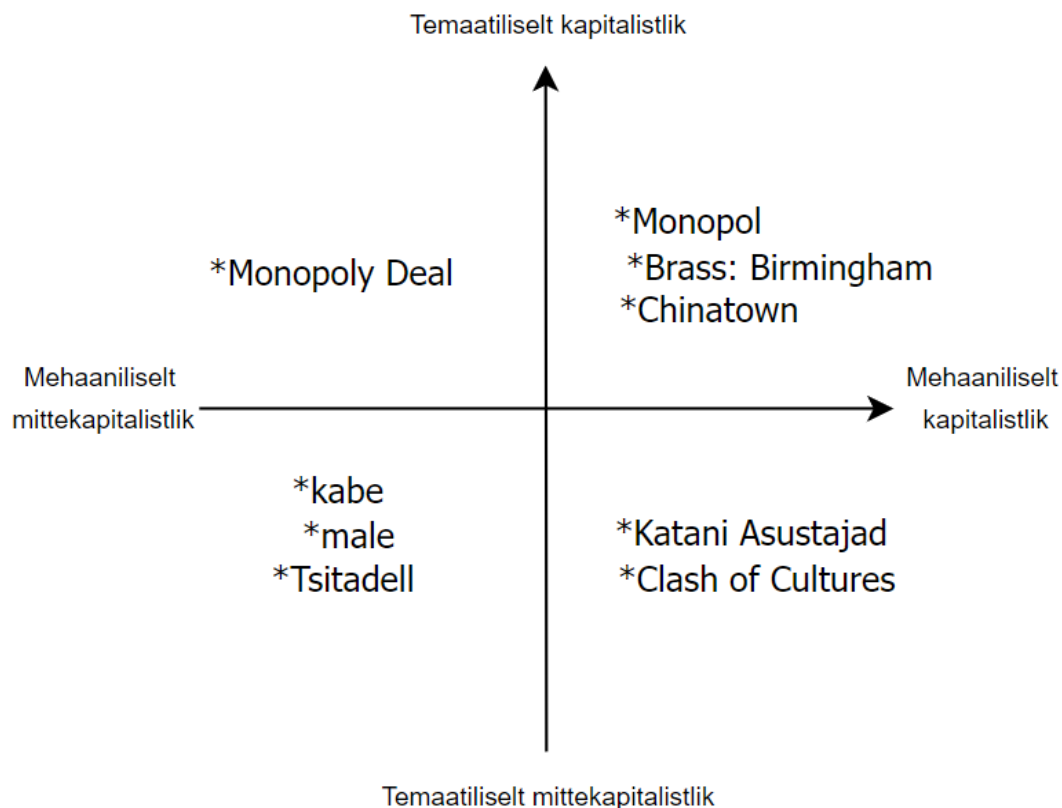 Temaatiliselt kapitalistlik
*Monopol
*Monopoly Deal
*Brass: Birmingham
*Chinatown
Mehaaniliselt
mittekapitalistlik
Mehaaniliselt
kapitalistlik
*kabe
*male
*Tsitadell
*Katani Asustajad
*Clash of Cultures
Temaatiliselt mittekapitalistlik